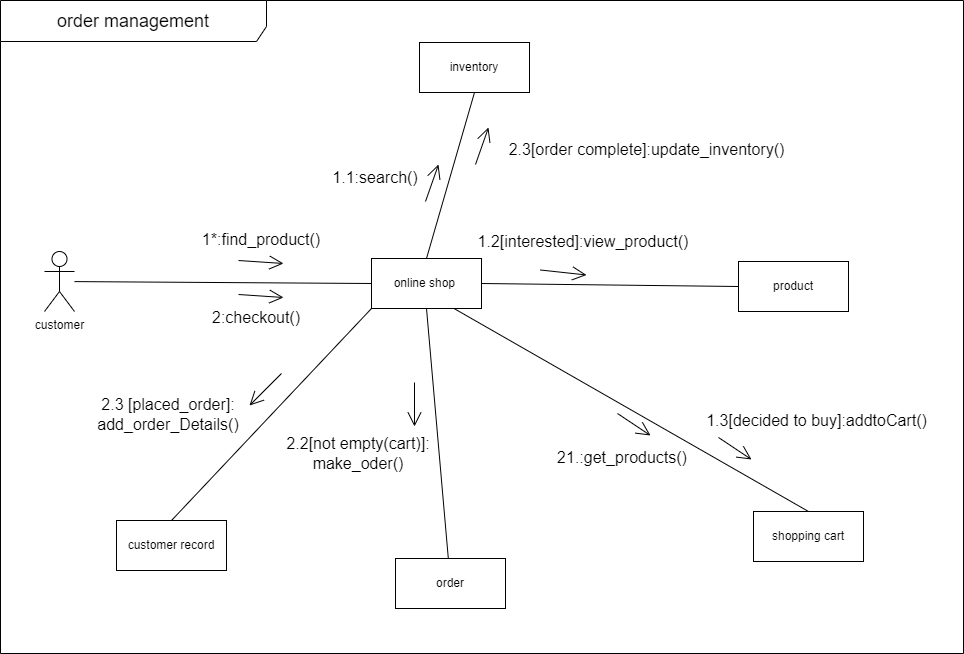 order management
inventory
2.3[order complete]:update_inventory()
1.1:search()
1*:find_product()
1.2[interested]:view_product()
online shop
product
customer
2:checkout()
2.3 [placed_order]:
add_order_Details()
2.2[not empty(cart)]:
make_oder()
1.3[decided to buy]:addtoCart()
21.:get_products()
customer record
shopping cart
order